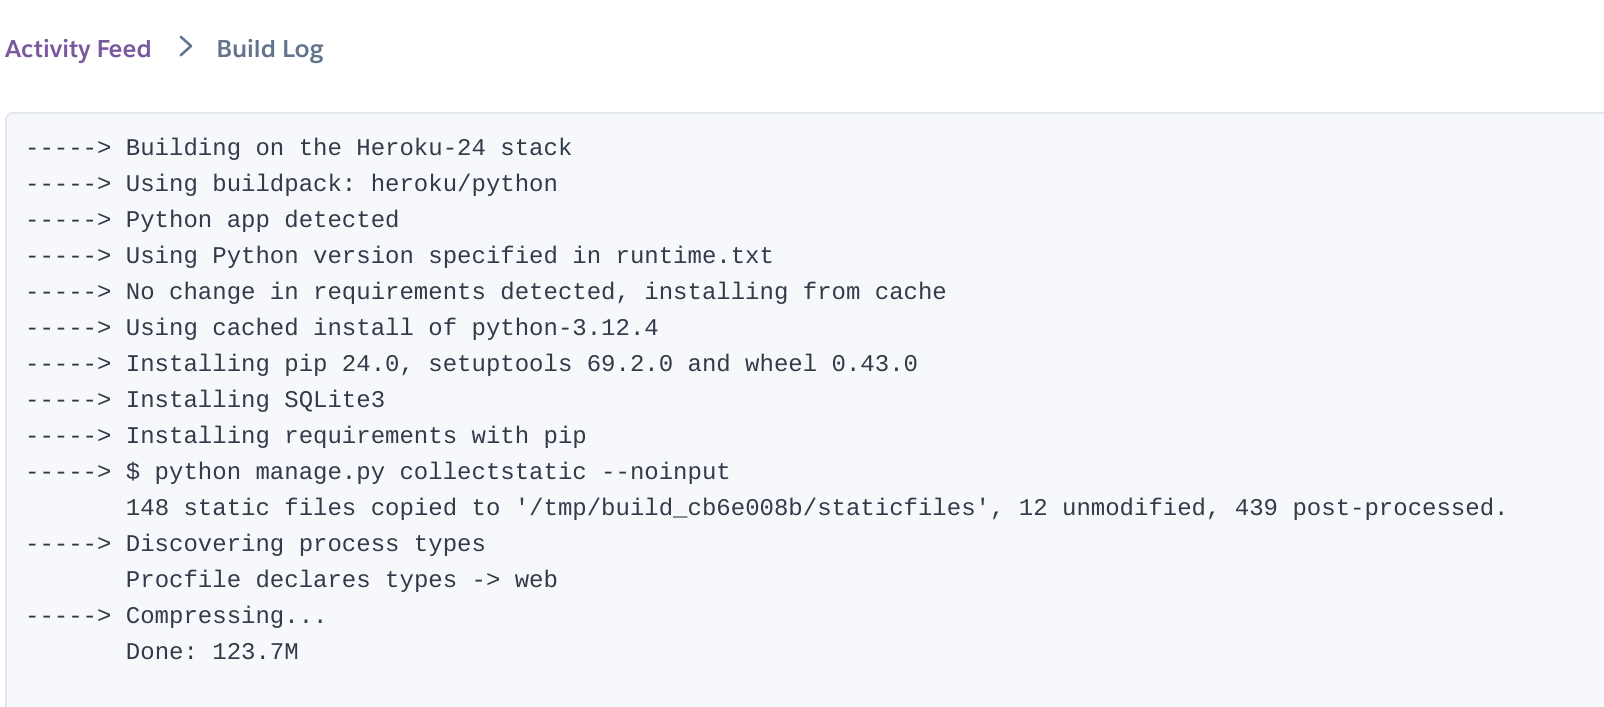 Activity Feed > Build Log
-----> Building on the Heroku-24 stack
-----> Using buildpack: heroku/python
-----> Python app detected
-----> Using Python version specified in runtime.txt
-----> No change in requirements detected, installing from cache
-----> Using cached install of python-3.12.4
-----> Installing pip 24.0, setuptools 69.2.0 and wheel 0.43.0
-----> Installing SQLite3
-----> Installing requirements with pip
-----> $ python manage.py collectstatic --noinput
       148 static files copied to '/tmp/build_cb6e008b/staticfiles', 12 unmodified, 439 post-processed.
-----> Discovering process types
       Procfile declares types -> web
-----> Compressing...
       Done: 123.7M